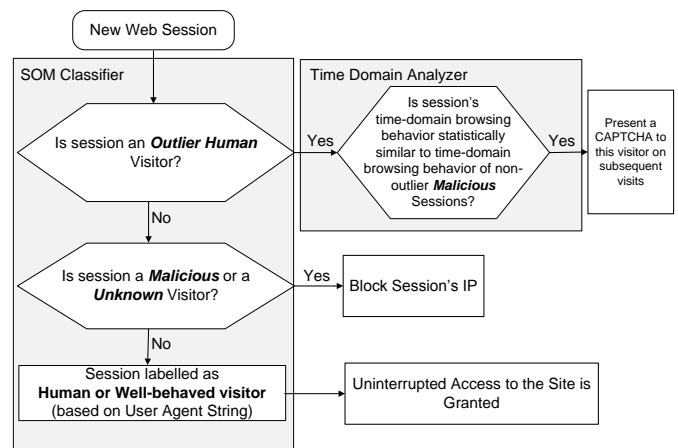 New Web Session
SOM Classifier
Time Domain Analyzer
Is session an Outlier Human
Visitor?
Yes
Is session's
time-domain browsing
behavior statistically
similar to time-domain
browsing behavior of non-
outlier Malicious
Sessions?
Yes
Present a
CAPTCHA to
this visitor on
subsequent
visits
No
Is session a Malicious or a
Unknown Visitor?
Yes
Block Session's IP
No
Session labelled as
Human or Well-behaved visitor
(based on User Agent String)
Uninterrupted Access to the Site is
Granted